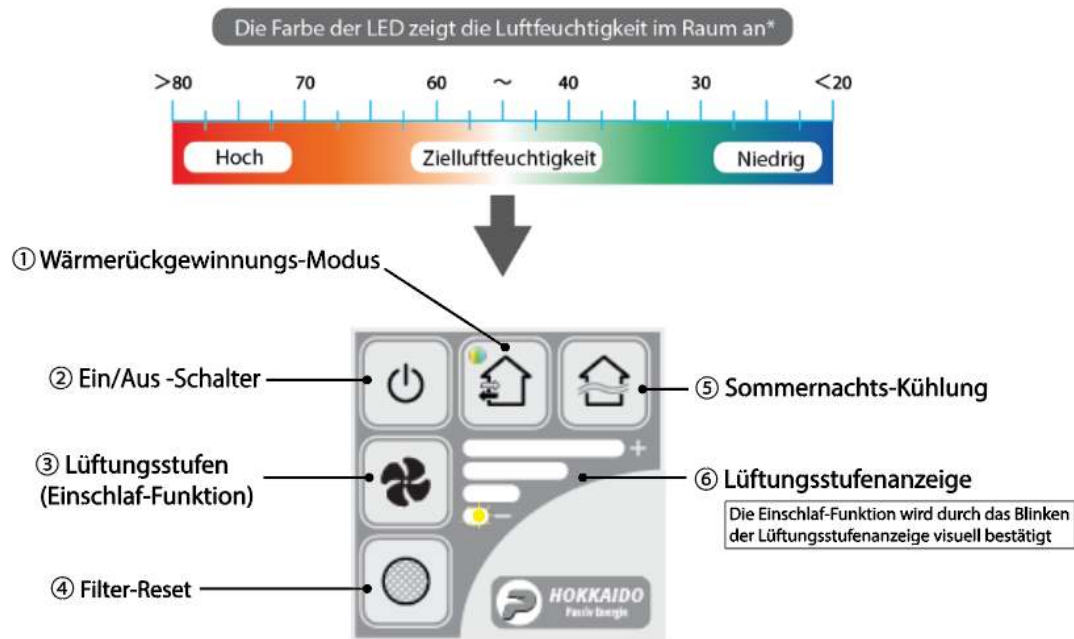 Die Farbe der LED zeigt die Luftfeuchtigkeit im Raum an*
>80 70 60 ~ 40 30 <20
Hoch Zielluftfeuchtigkeit Niedrig
① Wärmerückgewinnungs-Modus
② Ein/Aus -Schalter
⑤ Sommernachts-Kühlung
③ Lüftungsstufen
(Einschlaf-Funktion)
+
⑥ Lüftungsstufenanzeige
−
Die Einschlaf-Funktion wird durch das Blinken
der Lüftungsstufenanzeige visuell bestätigt
④ Filter-Reset
HOKKAIDO
Passiv Energie